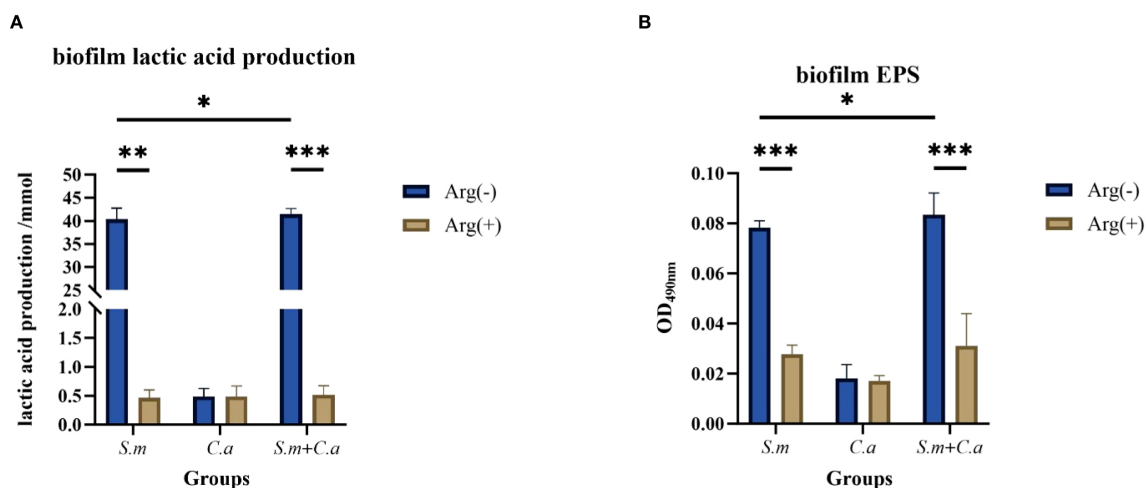 A
biofilm lactic acid production
*
**
***
50
45
40
35
30
25
2.0
1.5
1.0
0.5
0.0
lactic acid production /mmol
S.m
C.a
S.m+C.a
Groups
Arg(-)
Arg(+)
B
biofilm EPS
*
***
***
0.10
0.08
0.06
0.04
0.02
0.00
OD490nm
S.m
C.a
S.m+C.a
Groups
Arg(-)
Arg(+)